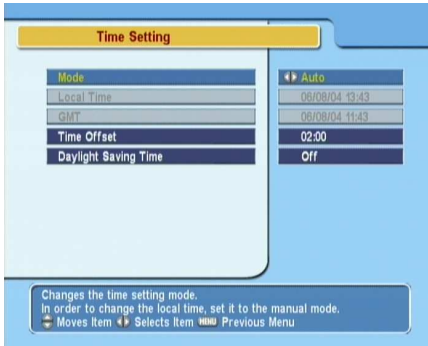 Time Setting
Mode Auto
Local Time 06/08/04 13:43
GMT 06/08/04 11:43
Time Offset 02:00
Daylight Saving Time Off
Changes the time setting mode.
In order to change the local time, set it to the manual mode.
Moves Item Selects Item MENU Previous Menu